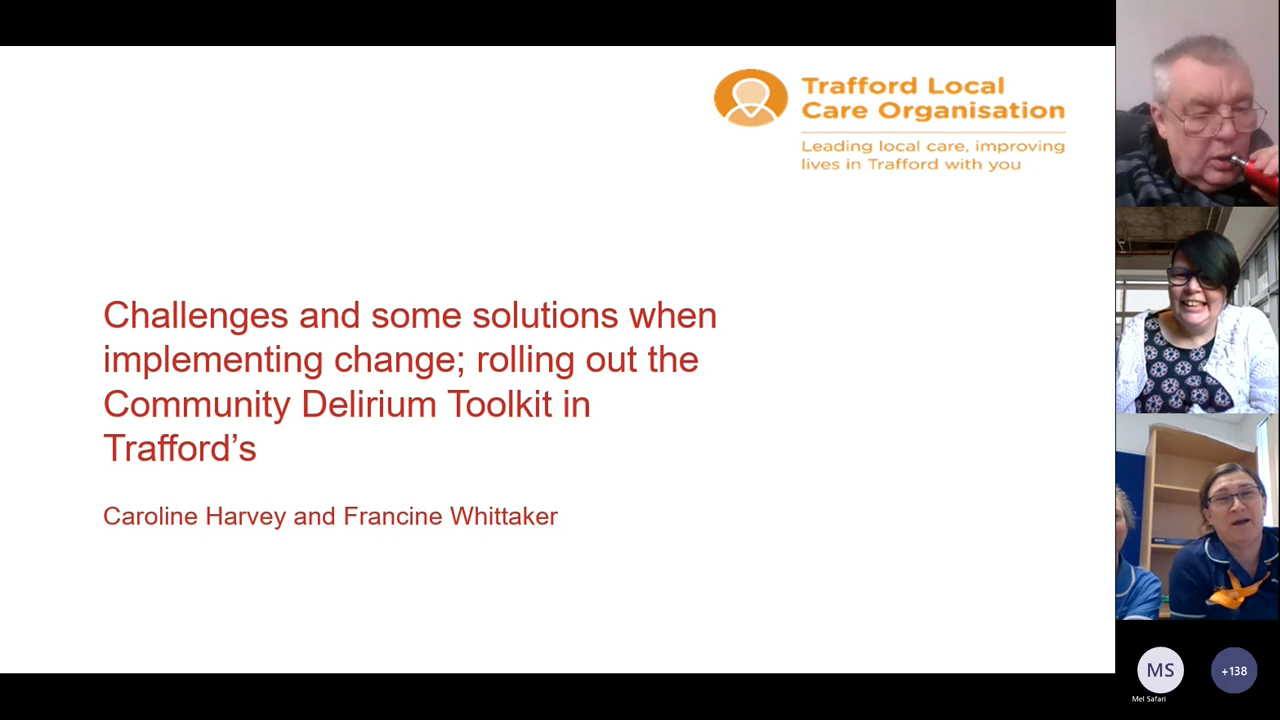 Trafford Local
Care Organisation
Leading local care, improving
lives in Trafford with you
Challenges and some solutions when
implementing change; rolling out the
Community Delirium Toolkit in
Trafford’s
Caroline Harvey and Francine Whittaker
MS
+138
Mel Safari